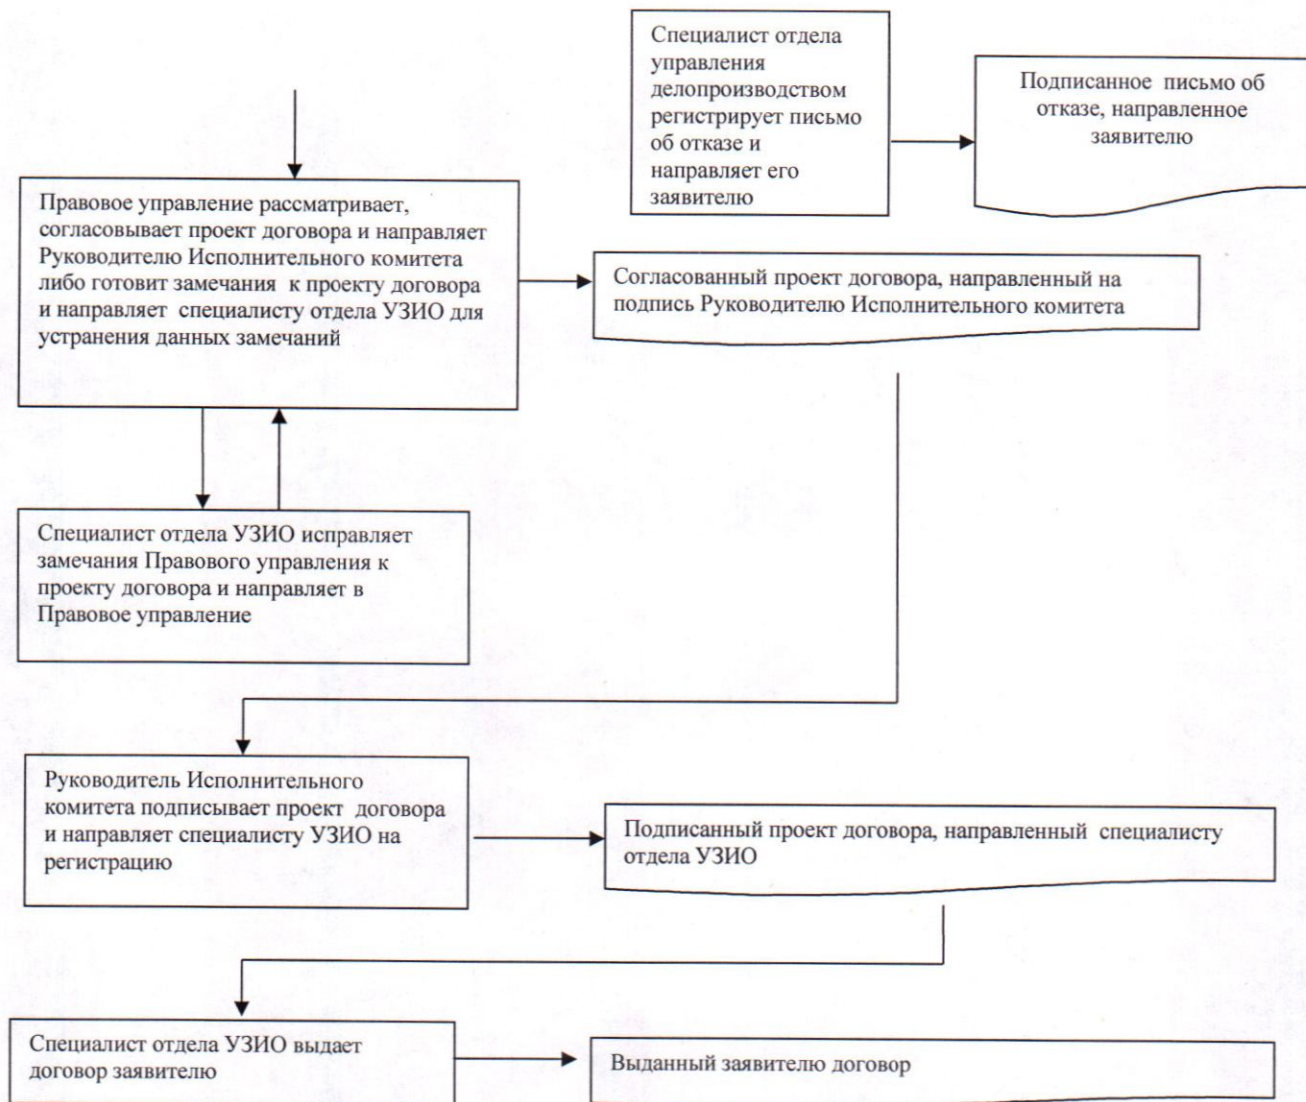 Специалист отдела
управления
делопроизводством
регистрирует письмо
об отказе и
направляет его
заявителю
Подписанное письмо об
отказе, направленное
заявителю
Правовое управление рассматривает,
согласовывает проект договора и направляет
Руководителю Исполнительного комитета
либо готовит замечания к проекту договора
и направляет специалисту отдела УЗИО для
устранения данных замечаний
Согласованный проект договора, направленный на
подпись Руководителю Исполнительного комитета
Специалист отдела УЗИО исправляет
замечания Правового управления к
проекту договора и направляет в
Правовое управление
Руководитель Исполнительного
комитета подписывает проект договора
и направляет специалисту УЗИО на
регистрацию
Подписанный проект договора, направленный специалисту
отдела УЗИО
Специалист отдела УЗИО выдает
договор заявителю
Выданный заявителю договор